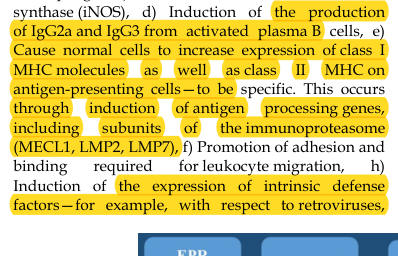 synthase (iNOS), d) Induction of the production
of IgG2a and IgG3 from activated plasma B cells, e)
Cause normal cells to increase expression of class I
MHC molecules as well as class II MHC on
antigen-presenting cells—to be specific. This occurs
through induction of antigen processing genes,
including subunits of the immunoproteasome
(MECL1, LMP2, LMP7), f) Promotion of adhesion and
binding required for leukocyte migration, h)
Induction of the expression of intrinsic defense
factors—for example, with respect to retroviruses,